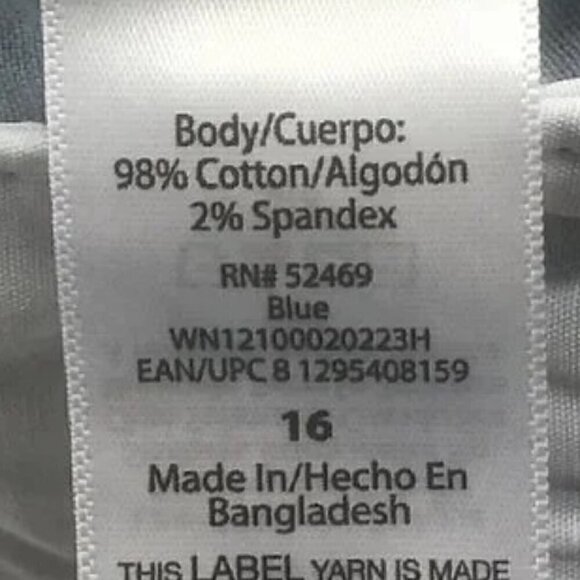 Body/Cuerpo:
98% Cotton/Algodón
2% Spandex
RN# 52469
Blue
WN12100020223H
EAN/UPC 8 1295408159
16
Made In/Hecho En
Bangladesh
THIS LABEL YARN IS MADE